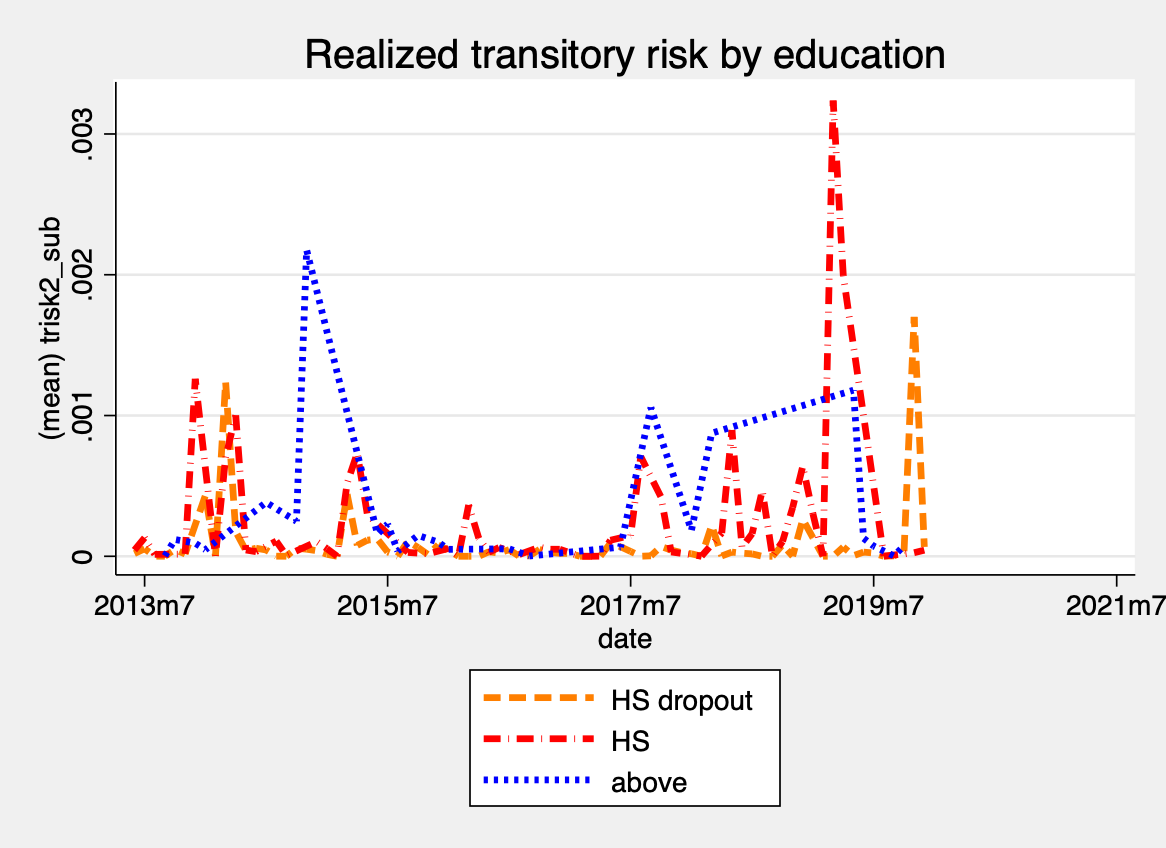 Realized transitory risk by education
(mean) trisk2_sub
.003
.002
.001
0
2013m7 2015m7 2017m7 2019m7 2021m7
date
HS dropout
HS
above